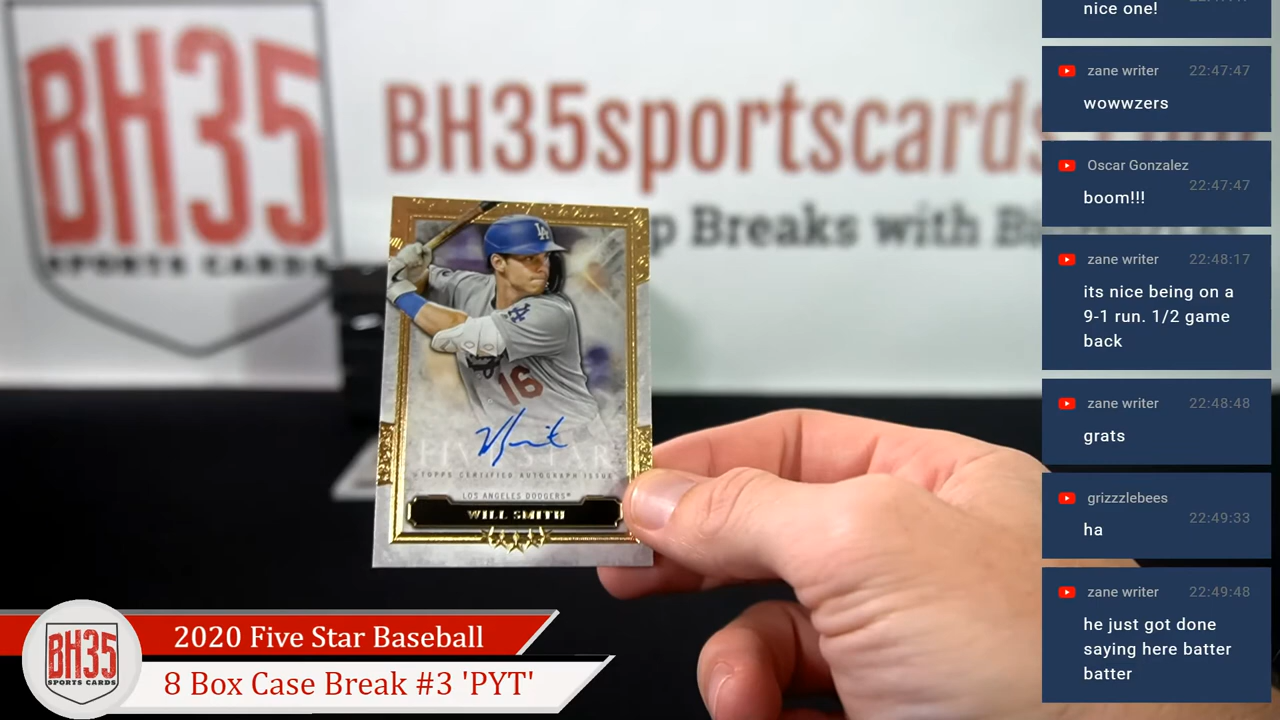 BH35
SPORTS CARDS
BH35sportscards
p Breaks with
LA
16
FIVE STAR
TOPPS CERTIFIED AUTOGRAPH ISSUE
LOS ANGELES DODGERS®
WILL SMITH
2020 Five Star Baseball
8 Box Case Break #3 'PYT'
BH35
SPORTS CARDS
nice one!
zane writer 22:47:47
wowwzers
Oscar Gonzalez 22:47:47
boom!!!
zane writer 22:48:17
its nice being on a
9-1 run. 1/2 game
back
zane writer 22:48:48
grats
grizzzlebees 22:49:33
ha
zane writer 22:49:48
he just got done
saying here batter
batter